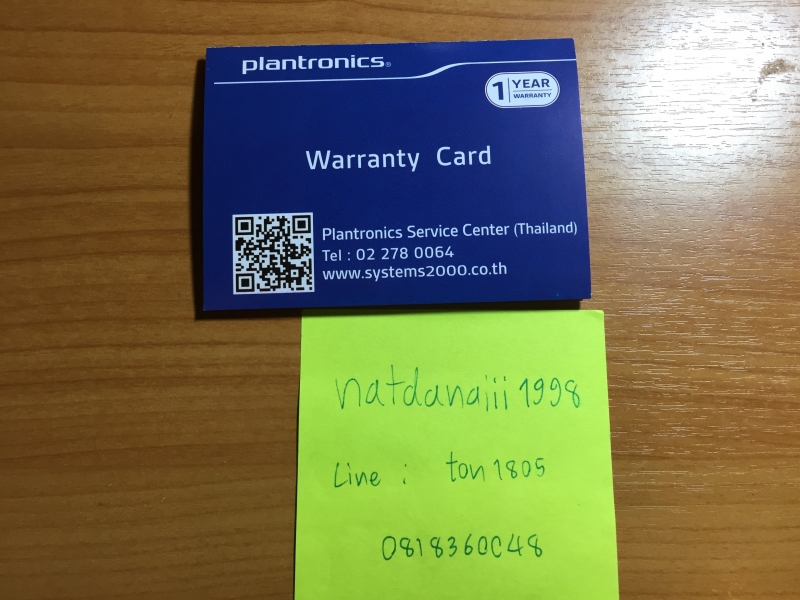 plantronics®
1 YEAR
WARRANTY
Warranty Card
Plantronics Service Center (Thailand)
Tel : 02 278 0064
www.systems2000.co.th
natdanaiii1998
Line : ton1805
0818360C48